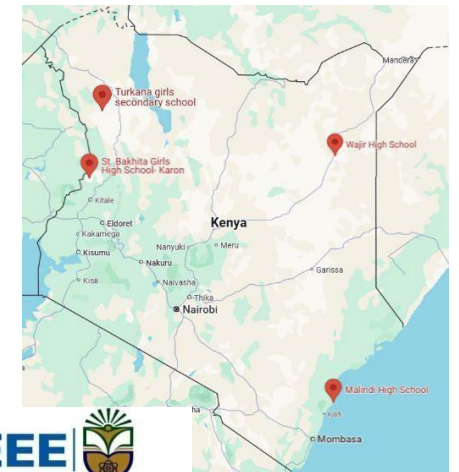 Mandera
Turkana girls
secondary school
Wajir High School
St. Bakhita Girls
High School- Karon
Kitale
Eldoret
Kenya
Kakamega
Nanyuki
Meru
Kisumu
Nakuru
Garissa
Kisii
Naivasha
Thika
Nairobi
Malindi High School
ha
Kilifi
Mombasa
EEE